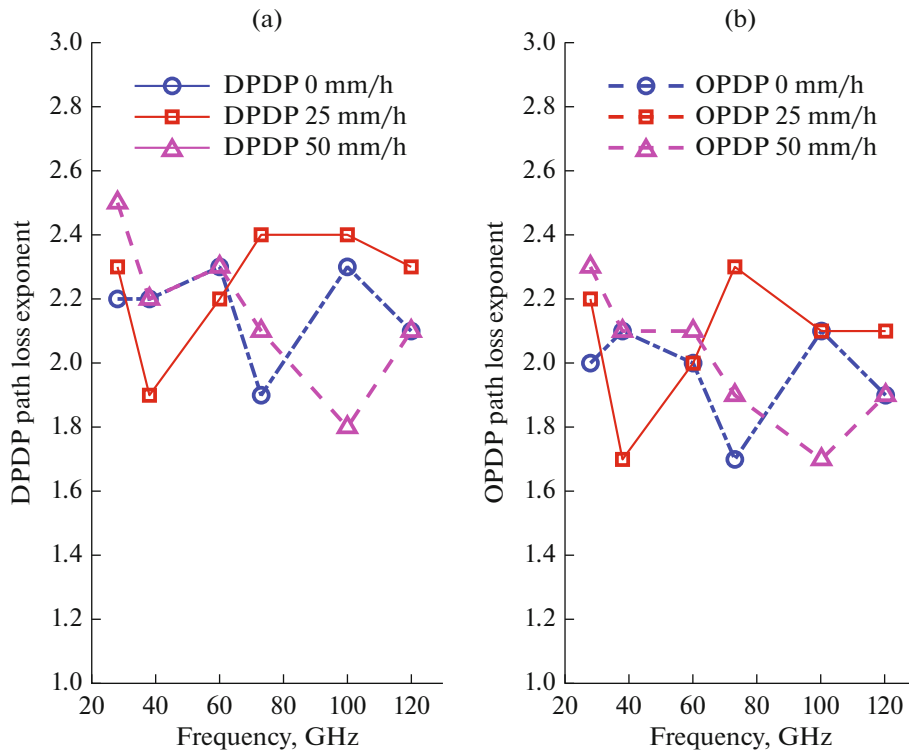 (a)
3.0
2.8
2.6
2.4
2.2
2.0
1.8
1.6
1.4
1.2
1.0
DPDP path loss exponent
DPDP 0 mm/h
DPDP 25 mm/h
DPDP 50 mm/h
20 40 60 80 100 120
Frequency, GHz
(b)
3.0
2.8
2.6
2.4
2.2
2.0
1.8
1.6
1.4
1.2
1.0
OPDP path loss exponent
OPDP 0 mm/h
OPDP 25 mm/h
OPDP 50 mm/h
20 40 60 80 100 120
Frequency, GHz